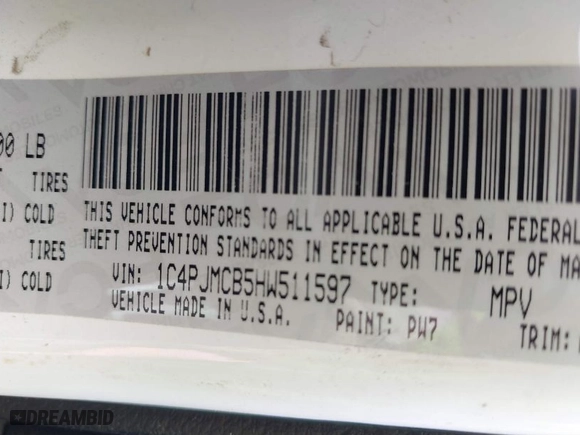 00 LB
TIRES
I) COLD
TIRES
I) COLD
THIS VEHICLE CONFORMS TO ALL APPLICABLE U.S.A. FEDERAL
THEFT PREVENTION STANDARDS IN EFFECT ON THE DATE OF MA
VIN: 1C4PJMCB5HW511597 TYPE: MPV
VEHICLE MADE IN U.S.A. PAINT: PW7 TRIM:
DREAMBID